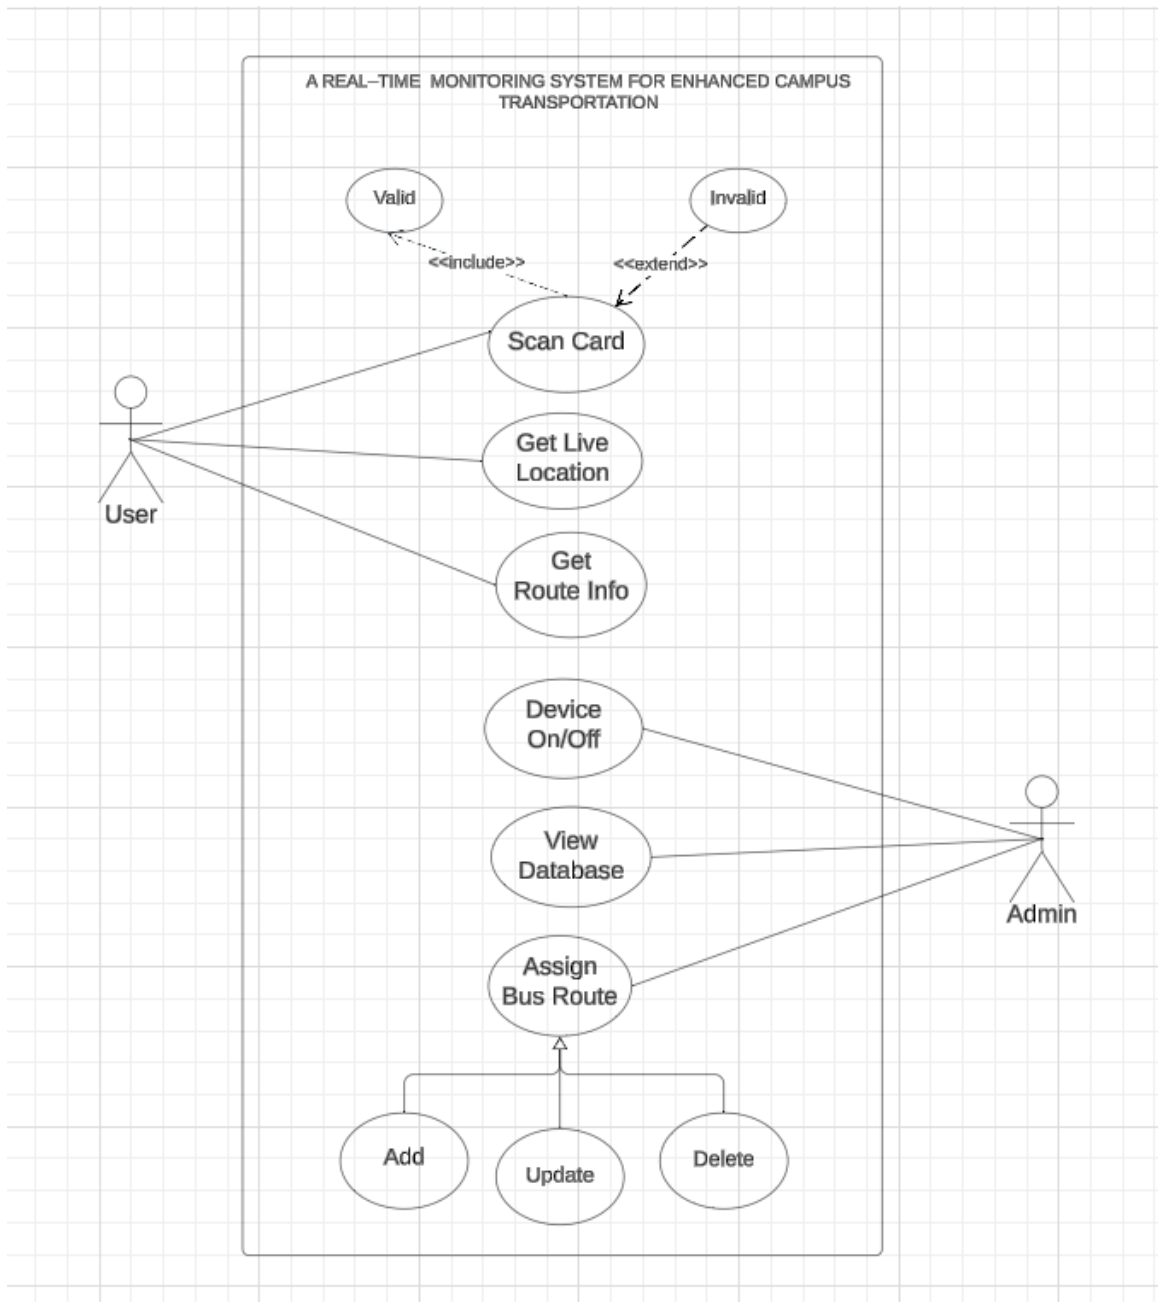 A REAL–TIME MONITORING SYSTEM FOR ENHANCED CAMPUS
TRANSPORTATION
Valid
Invalid
<<include>>
<<extend>>
Scan Card
Get Live
Location
User
Get
Route Info
Device
On/Off
View
Database
Admin
Assign
Bus Route
Add
Update
Delete